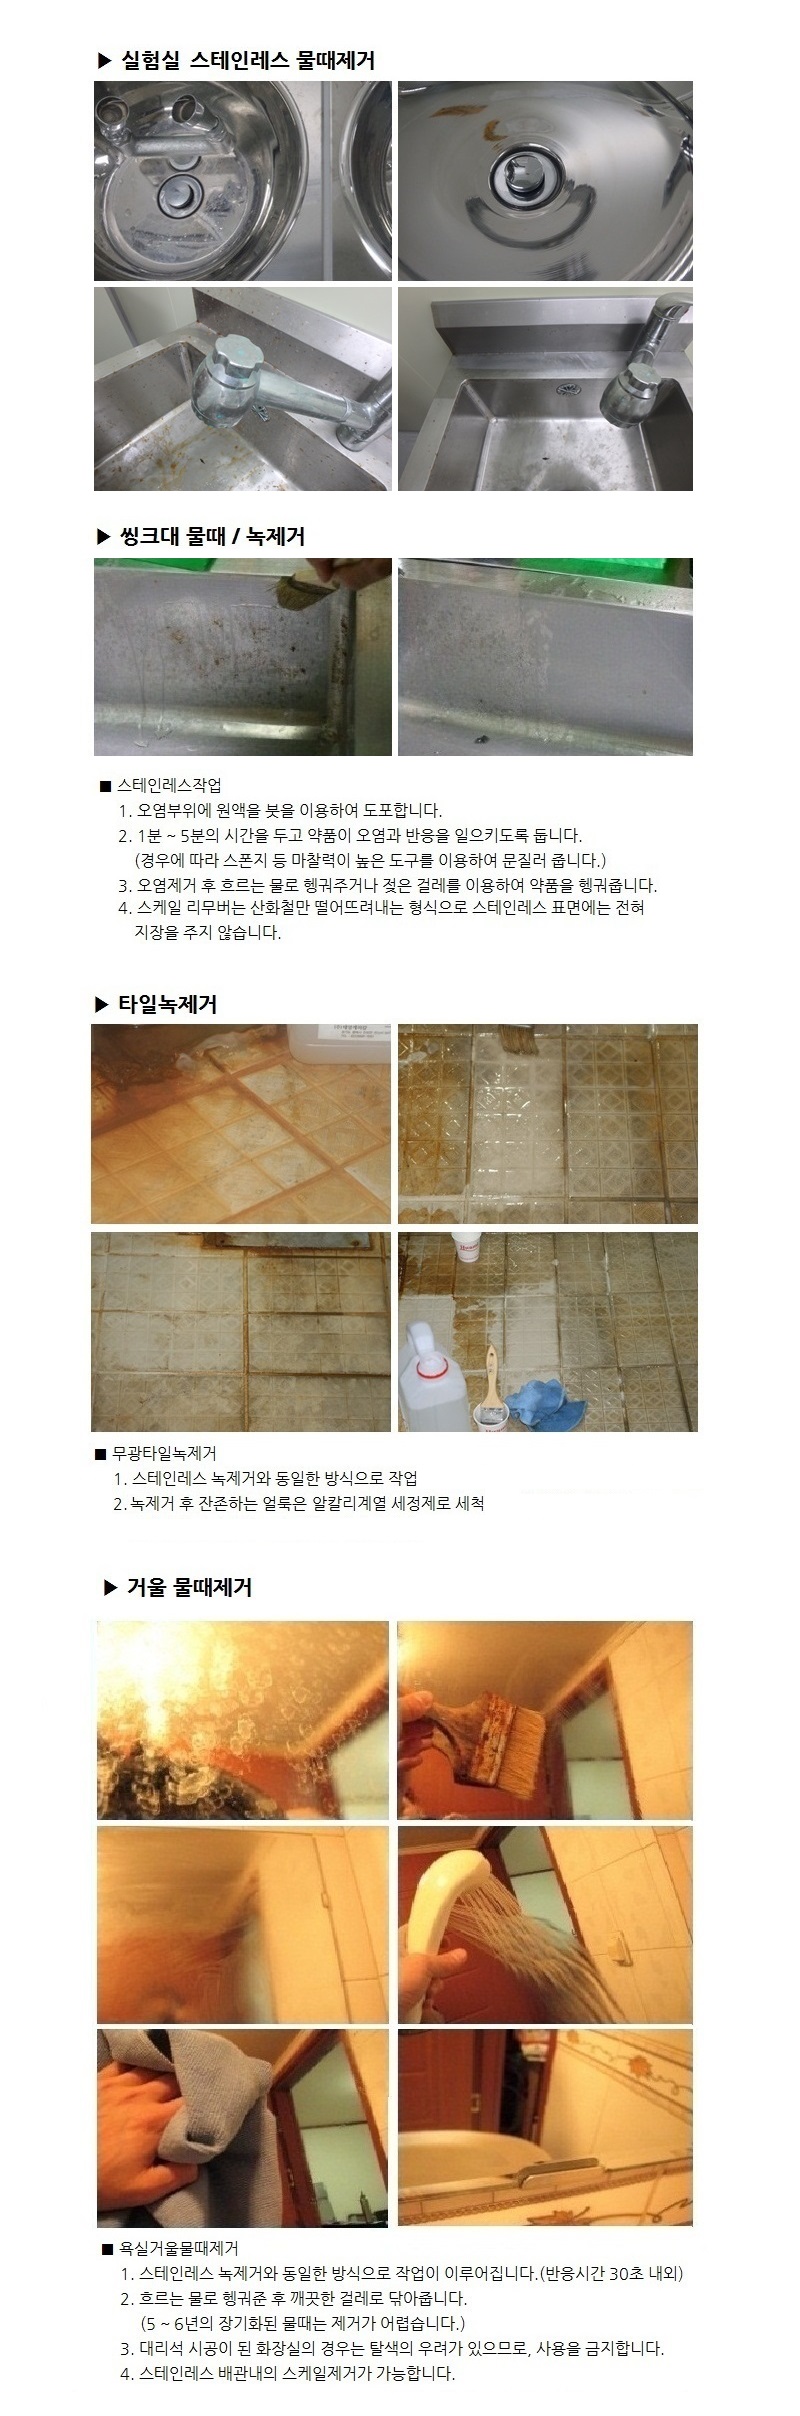 ▶ 실험실 스테인레스 물때제거
▶ 씽크대 물때 / 녹제거
■ 스테인레스작업
1. 오염부위에 원액을 붓을 이용하여 도포합니다.
2. 1분 ~ 5분의 시간을 두고 약품이 오염과 반응을 일으키도록 둡니다.
(경우에 따라 스폰지 등 마찰력이 높은 도구를 이용하여 문질러 줍니다.)
3. 오염제거 후 흐르는 물로 헹궈주거나 젖은 걸레를 이용하여 약품을 헹궈줍니다.
4. 스케일 리무버는 산화철만 떨어뜨려내는 형식으로 스테인레스 표면에는 전혀
지장을 주지 않습니다.
▶ 타일녹제거
■ 무광타일녹제거
1. 스테인레스 녹제거와 동일한 방식으로 작업
2. 녹제거 후 잔존하는 얼룩은 알칼리계열 세정제로 세척
▶ 거울 물때제거
■ 욕실거울물때제거
1. 스테인레스 녹제거와 동일한 방식으로 작업이 이루어집니다.(반응시간 30초 내외)
2. 흐르는 물로 헹궈준 후 깨끗한 걸레로 닦아줍니다.
(5 ~ 6년의 장기화된 물때는 제거가 어렵습니다.)
3. 대리석 시공이 된 화장실의 경우는 탈색의 우려가 있으므로, 사용을 금지합니다.
4. 스테인레스 배관내의 스케일제거가 가능합니다.